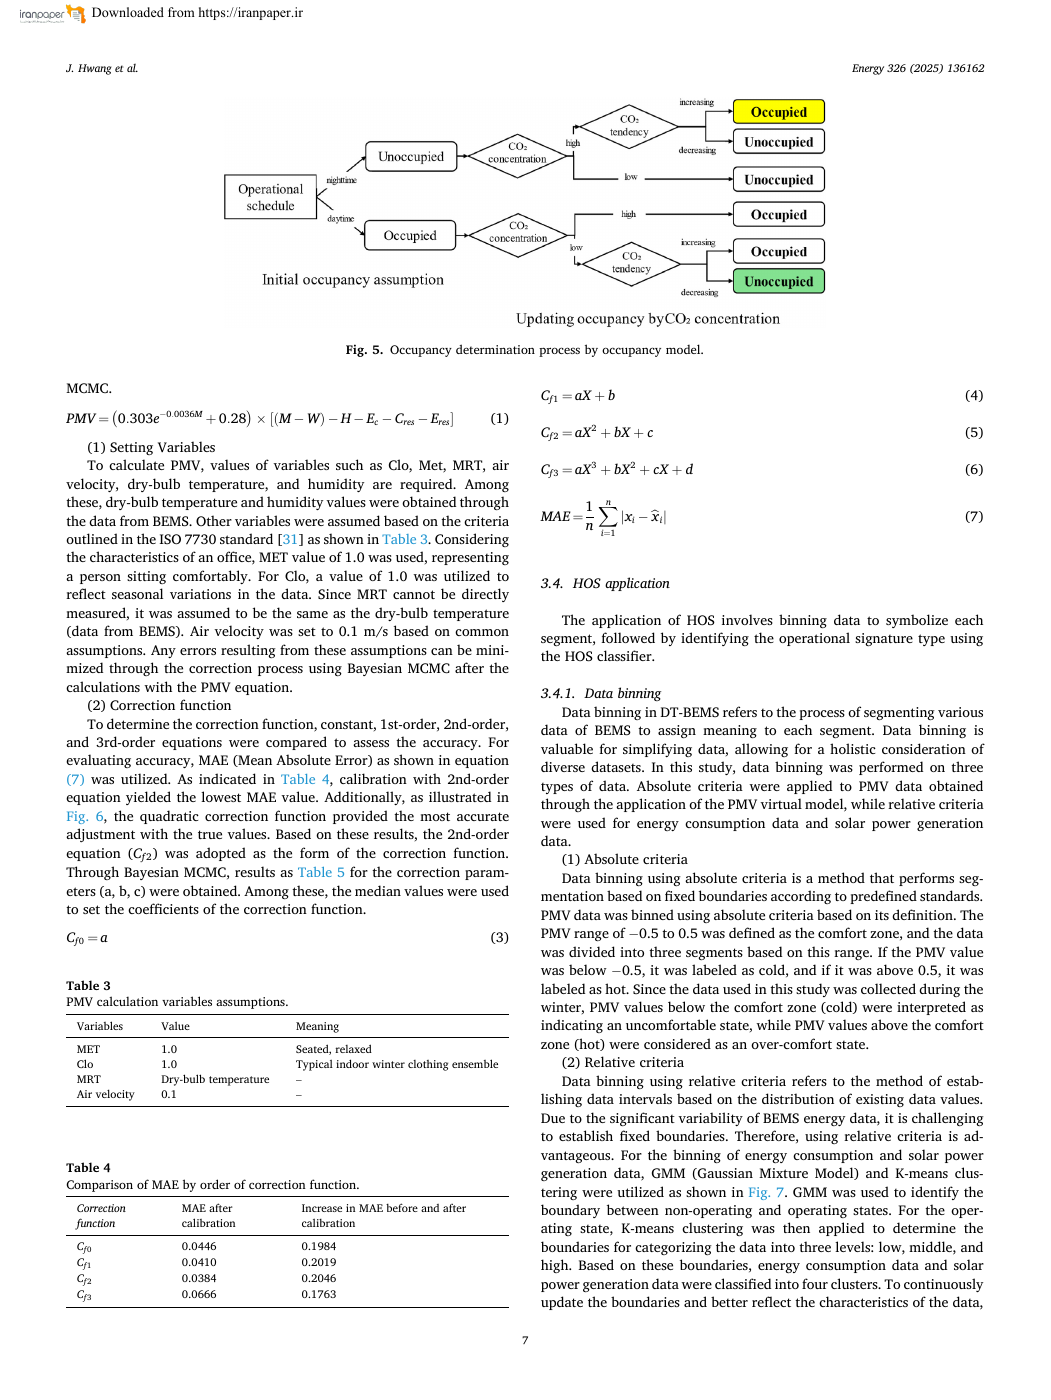 iranpaper Downloaded from https://iranpaper.ir
J. Hwang et al.
Energy 326 (2025) 136162
Operational
schedule
nighttime
daytime
Unoccupied
Occupied
CO₂
concentration
high
low
CO₂
tendency
increasing
decreasing
Occupied
Unoccupied
Unoccupied
CO₂
concentration
high
low
CO₂
tendency
increasing
decreasing
Occupied
Occupied
Unoccupied
Initial occupancy assumption
Updating occupancy byCO₂ concentration
Fig. 5. Occupancy determination process by occupancy model.
MCMC.
PMV = (0.303e^−0.0036M + 0.28) × [(M − W) − H − E_c − C_res − E_res] (1)
(1) Setting Variables
To calculate PMV, values of variables such as Clo, Met, MRT, air
velocity, dry-bulb temperature, and humidity are required. Among
these, dry-bulb temperature and humidity values were obtained through
the data from BEMS. Other variables were assumed based on the criteria
outlined in the ISO 7730 standard [31] as shown in Table 3. Considering
the characteristics of an office, MET value of 1.0 was used, representing
a person sitting comfortably. For Clo, a value of 1.0 was utilized to
reflect seasonal variations in the data. Since MRT cannot be directly
measured, it was assumed to be the same as the dry-bulb temperature
(data from BEMS). Air velocity was set to 0.1 m/s based on common
assumptions. Any errors resulting from these assumptions can be mini-
mized through the correction process using Bayesian MCMC after the
calculations with the PMV equation.
(2) Correction function
To determine the correction function, constant, 1st-order, 2nd-order,
and 3rd-order equations were compared to assess the accuracy. For
evaluating accuracy, MAE (Mean Absolute Error) as shown in equation
(7) was utilized. As indicated in Table 4, calibration with 2nd-order
equation yielded the lowest MAE value. Additionally, as illustrated in
Fig. 6, the quadratic correction function provided the most accurate
adjustment with the true values. Based on these results, the 2nd-order
equation (C_f2) was adopted as the form of the correction function.
Through Bayesian MCMC, results as Table 5 for the correction param-
eters (a, b, c) were obtained. Among these, the median values were used
to set the coefficients of the correction function.
C_f0 = a (3)
Table 3
PMV calculation variables assumptions.
Variables Value Meaning
MET 1.0 Seated, relaxed
Clo 1.0 Typical indoor winter clothing ensemble
MRT Dry-bulb temperature –
Air velocity 0.1 –
Table 4
Comparison of MAE by order of correction function.
Correction MAE after Increase in MAE before and after
function calibration calibration
C_f0 0.0446 0.1984
C_f1 0.0410 0.2019
C_f2 0.0384 0.2046
C_f3 0.0666 0.1763
C_f1 = aX + b (4)
C_f2 = aX² + bX + c (5)
C_f3 = aX³ + bX² + cX + d (6)
MAE = 1/n ∑_{i=1}^{n} |x_i − x̂_i| (7)
3.4. HOS application
The application of HOS involves binning data to symbolize each
segment, followed by identifying the operational signature type using
the HOS classifier.
3.4.1. Data binning
Data binning in DT-BEMS refers to the process of segmenting various
data of BEMS to assign meaning to each segment. Data binning is
valuable for simplifying data, allowing for a holistic consideration of
diverse datasets. In this study, data binning was performed on three
types of data. Absolute criteria were applied to PMV data obtained
through the application of the PMV virtual model, while relative criteria
were used for energy consumption data and solar power generation
data.
(1) Absolute criteria
Data binning using absolute criteria is a method that performs seg-
mentation based on fixed boundaries according to predefined standards.
PMV data was binned using absolute criteria based on its definition. The
PMV range of −0.5 to 0.5 was defined as the comfort zone, and the data
was divided into three segments based on this range. If the PMV value
was below −0.5, it was labeled as cold, and if it was above 0.5, it was
labeled as hot. Since the data used in this study was collected during the
winter, PMV values below the comfort zone (cold) were interpreted as
indicating an uncomfortable state, while PMV values above the comfort
zone (hot) were considered as an over-comfort state.
(2) Relative criteria
Data binning using relative criteria refers to the method of estab-
lishing data intervals based on the distribution of existing data values.
Due to the significant variability of BEMS energy data, it is challenging
to establish fixed boundaries. Therefore, using relative criteria is ad-
vantageous. For the binning of energy consumption and solar power
generation data, GMM (Gaussian Mixture Model) and K-means clus-
tering were utilized as shown in Fig. 7. GMM was used to identify the
boundary between non-operating and operating states. For the oper-
ating state, K-means clustering was then applied to determine the
boundaries for categorizing the data into three levels: low, middle, and
high. Based on these boundaries, energy consumption data and solar
power generation data were classified into four clusters. To continuously
update the boundaries and better reflect the characteristics of the data,
7